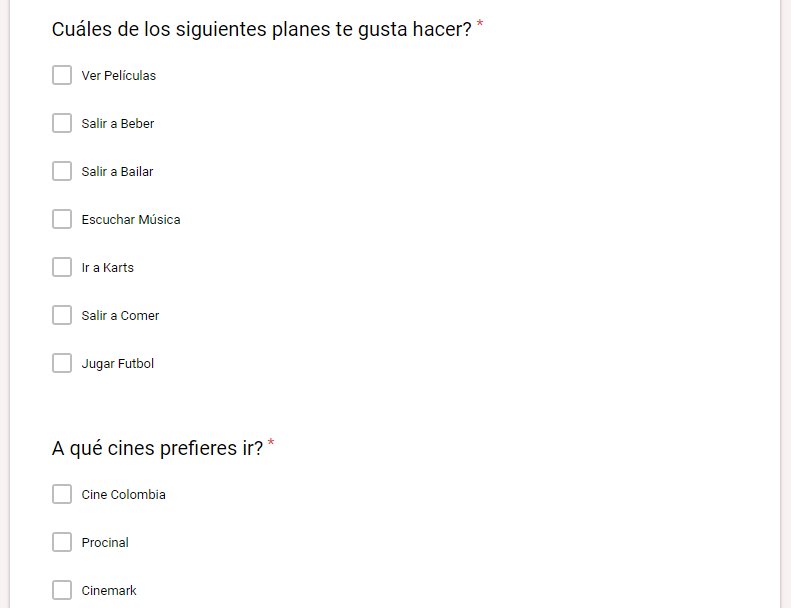 Cuáles de los siguientes planes te gusta hacer? *
Ver Películas
Salir a Beber
Salir a Bailar
Escuchar Música
Ir a Karts
Salir a Comer
Jugar Futbol
A qué cines prefieres ir? *
Cine Colombia
Procinal
Cinemark